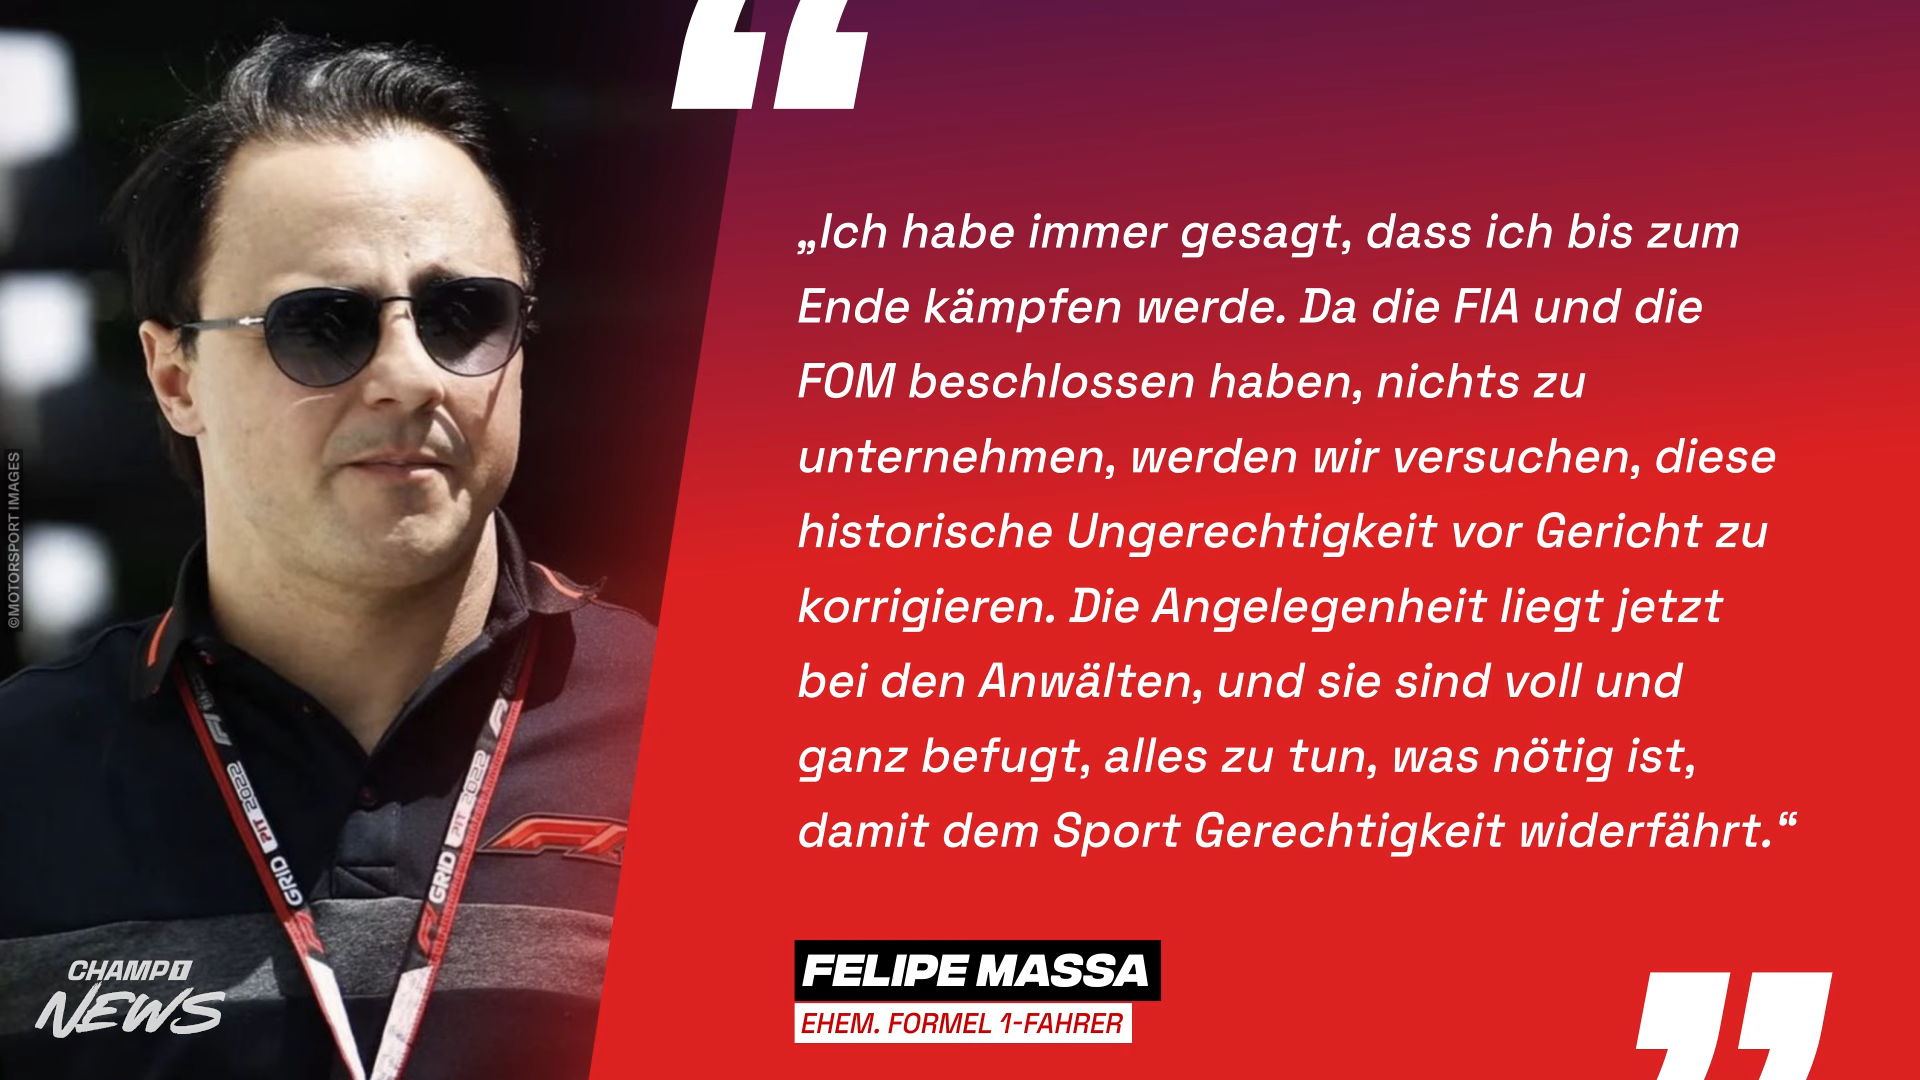 „Ich habe immer gesagt, dass ich bis zum
Ende kämpfen werde. Da die FIA und die
FOM beschlossen haben, nichts zu
unternehmen, werden wir versuchen, diese
historische Ungerechtigkeit vor Gericht zu
korrigieren. Die Angelegenheit liegt jetzt
bei den Anwälten, und sie sind voll und
ganz befugt, alles zu tun, was nötig ist,
damit dem Sport Gerechtigkeit widerfährt.“
FELIPE MASSA
EHEM. FORMEL 1-FAHRER
©MOTORSPORT IMAGES
GRID PIT 2022
GRID PIT 2022
CHAMP1
NEWS